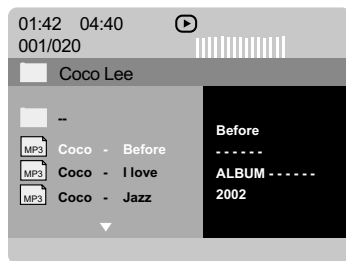 01:42 04:40
001/020
Coco Lee
--
MP3 Coco - Before
MP3 Coco - I love
MP3 Coco - Jazz
Before
- - - - - -
ALBUM - - - - - -
2002